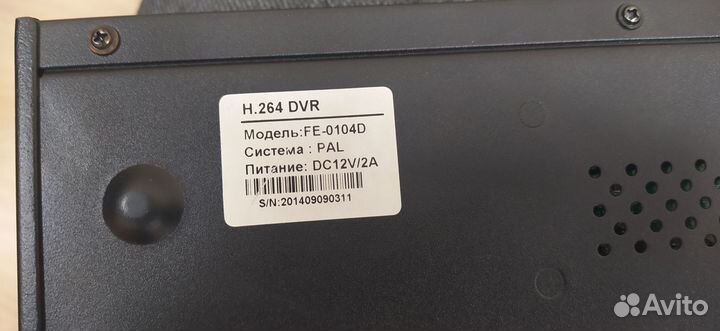 H.264 DVR
Модель:FE-0104D
Система : PAL
Питание: DC12V/2A
S/N:201409090311
Avito